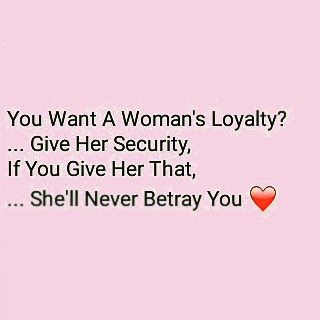 You Want A Woman's Loyalty?
... Give Her Security,
If You Give Her That,
... She'll Never Betray You ❤️